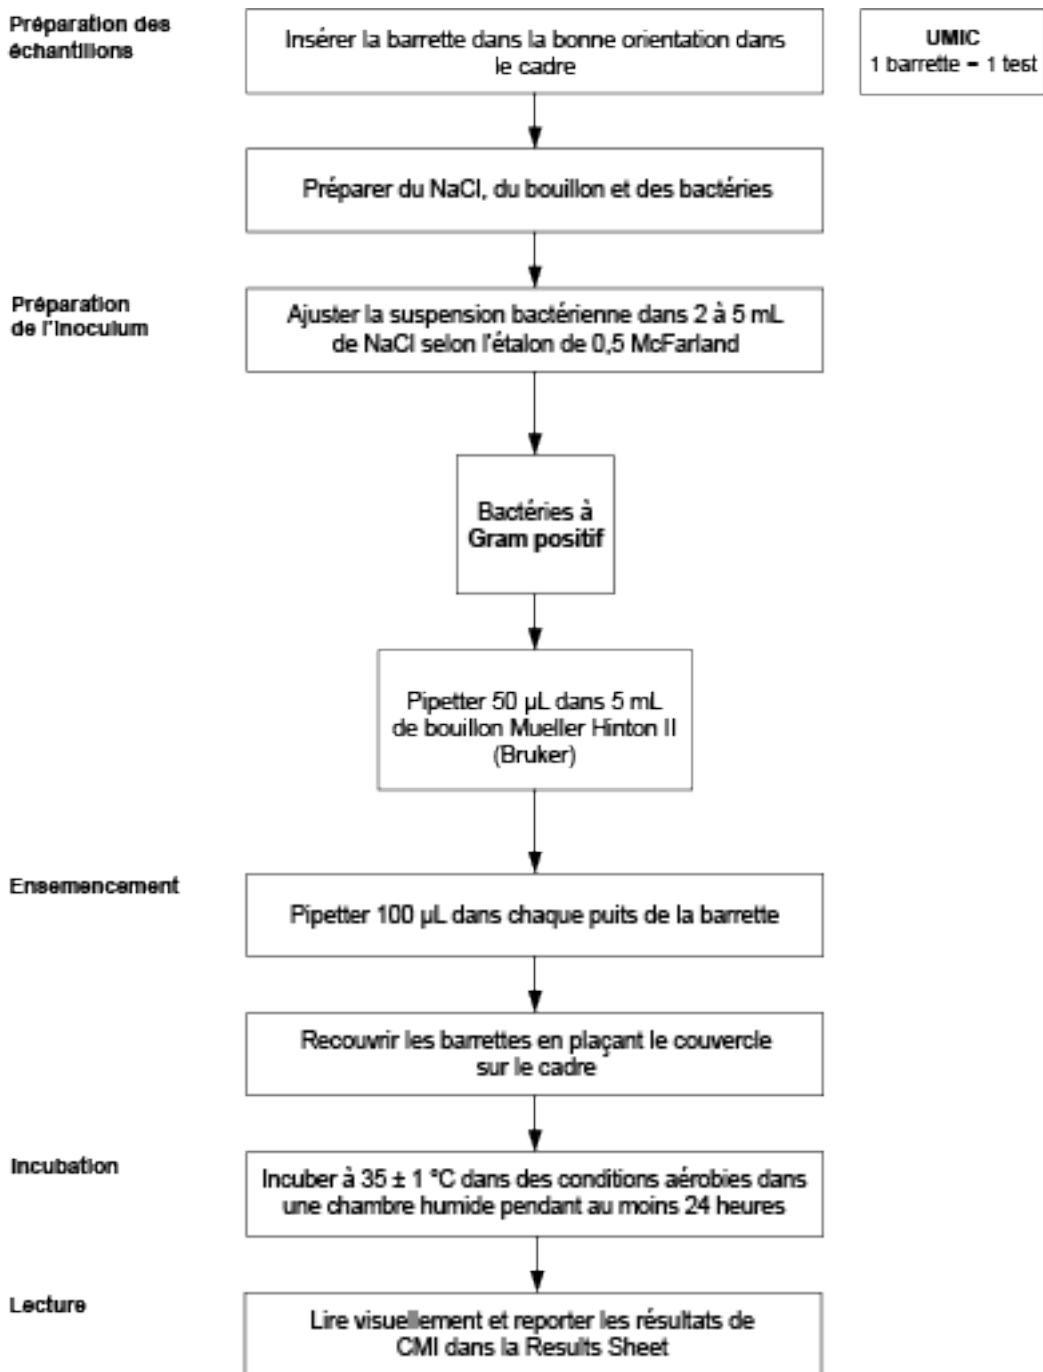 Préparation des
échantillons
Insérer la barrette dans la bonne orientation dans
le cadre
UMIC
1 barrette = 1 test
Préparer du NaCl, du bouillon et des bactéries
Préparation
de l'inoculum
Ajuster la suspension bactérienne dans 2 à 5 mL
de NaCl selon l'étalon de 0,5 McFarland
Bactéries à
Gram positif
Pipetter 50 µL dans 5 mL
de bouillon Mueller Hinton II
(Bruker)
Ensemencement
Pipetter 100 µL dans chaque puits de la barrette
Recouvrir les barrettes en plaçant le couvercle
sur le cadre
Incubation
Incuber à 35 ± 1 °C dans des conditions aérobies dans
une chambre humide pendant au moins 24 heures
Lecture
Lire visuellement et reporter les résultats de
CMI dans la Results Sheet